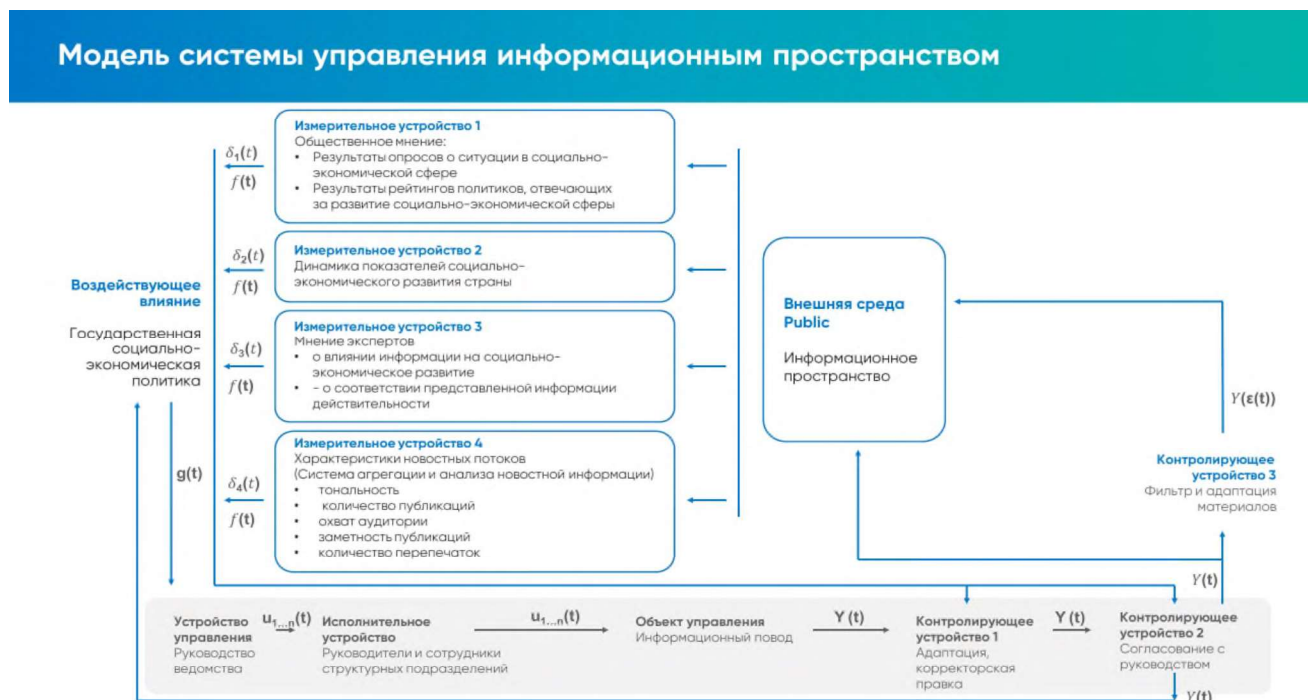 Модель системы управления информационным пространством
Измерительное устройство 1
Общественное мнение:
• Результаты опросов о ситуации в социально-
экономической сфере
• Результаты рейтингов политиков, отвечающих
за развитие социально-экономической сферы
δ₁(t)
f(t)
Измерительное устройство 2
Динамика показателей социально-
экономического развития страны
δ₂(t)
f(t)
Измерительное устройство 3
Мнение экспертов
• о влиянии информации на социально-
экономическое развитие
• - о соответствии представленной информации
действительности
δ₃(t)
f(t)
Измерительное устройство 4
Характеристики новостных потоков
(Система агрегации и анализа новостной информации)
• тональность
• количество публикаций
• охват аудитории
• заметность публикаций
• количество перепечаток
δ₄(t)
f(t)
Воздействующее
влияние
Государственная
социально-
экономическая
политика
g(t)
Внешняя среда
Public
Информационное
пространство
Y(ε(t))
Контролирующее
устройство 3
Фильтр и адаптация
материалов
Y(t)
Устройство
управления
Руководство
ведомства
u₁...ₙ(t)
Исполнительное
устройство
Руководители и сотрудники
структурных подразделений
u₁...ₙ(t)
Объект управления
Информационный повод
Y (t)
Контролирующее
устройство 1
Адаптация,
корректорская
правка
Y (t)
Контролирующее
устройство 2
Согласование с
руководством
Y(t)